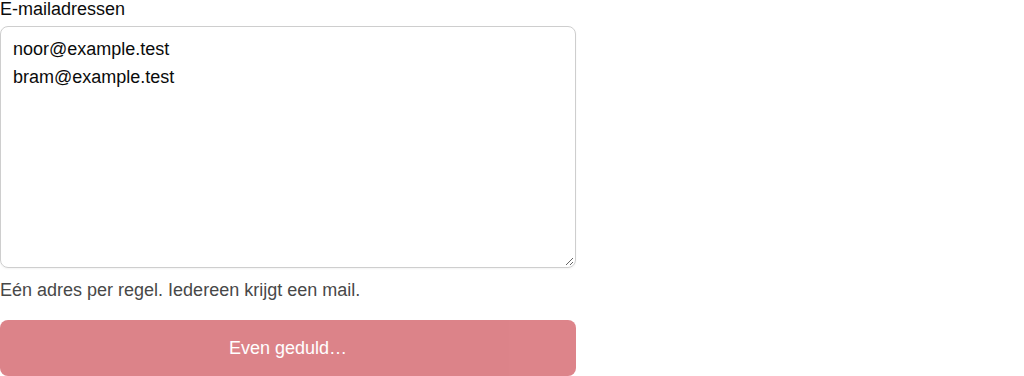 E-mailadressen
noor@example.test
bram@example.test
Eén adres per regel. Iedereen krijgt een mail.
Even geduld…